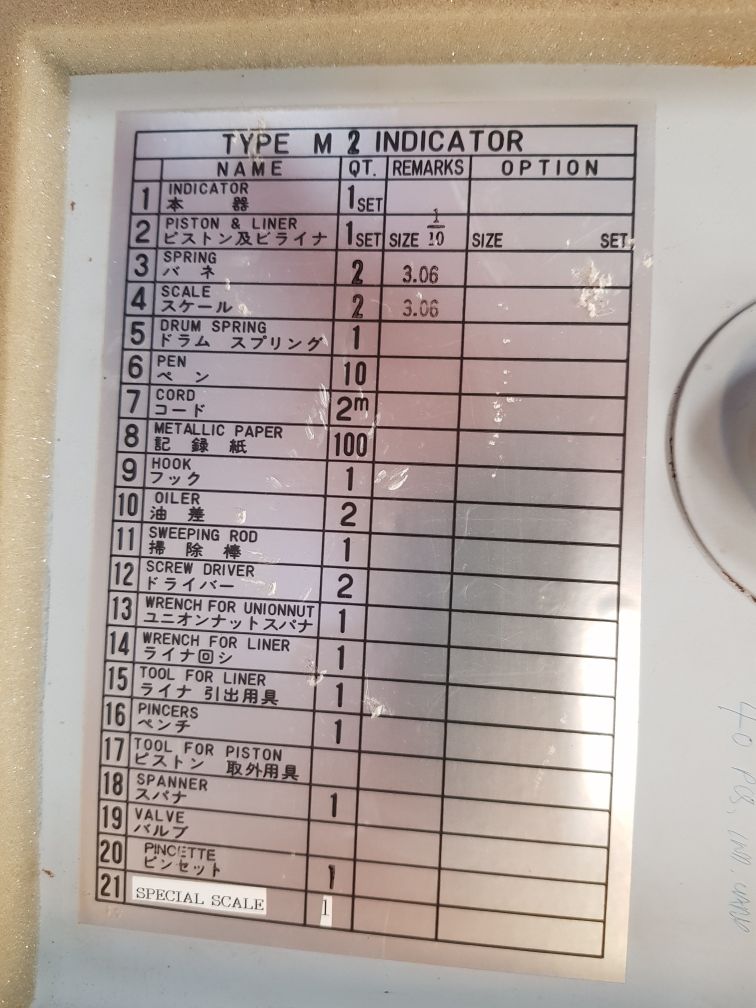 TYPE M 2 INDICATOR
NAME QT. REMARKS OPTION
1 INDICATOR 1 SET
本 器
2 PISTON & LINER 1 SET SIZE 1/10 SIZE SET
ピストン及ビライナ
3 SPRING 2 3.06
バネ
4 SCALE 2 3.06
スケール
5 DRUM SPRING 1
ドラム スプリング
6 PEN 10
ペン
7 CORD 2m
コード
8 METALLIC PAPER 100
記録紙
9 HOOK 1
フック
10 OILER 2
油差
11 SWEEPING ROD 1
掃除棒
12 SCREW DRIVER 2
ドライバー
13 WRENCH FOR UNIONNUT 1
ユニオンナットスパナ
14 WRENCH FOR LINER 1
ライナ回シ
15 TOOL FOR LINER 1
ライナ 引出用具
16 PINCERS 1
ペンチ
17 TOOL FOR PISTON
ピストン 取外用具
18 SPANNER 1
スパナ
19 VALVE
バルブ
20 PINCETTE 1
ピンセット
21 SPECIAL SCALE 1
40 PCS.